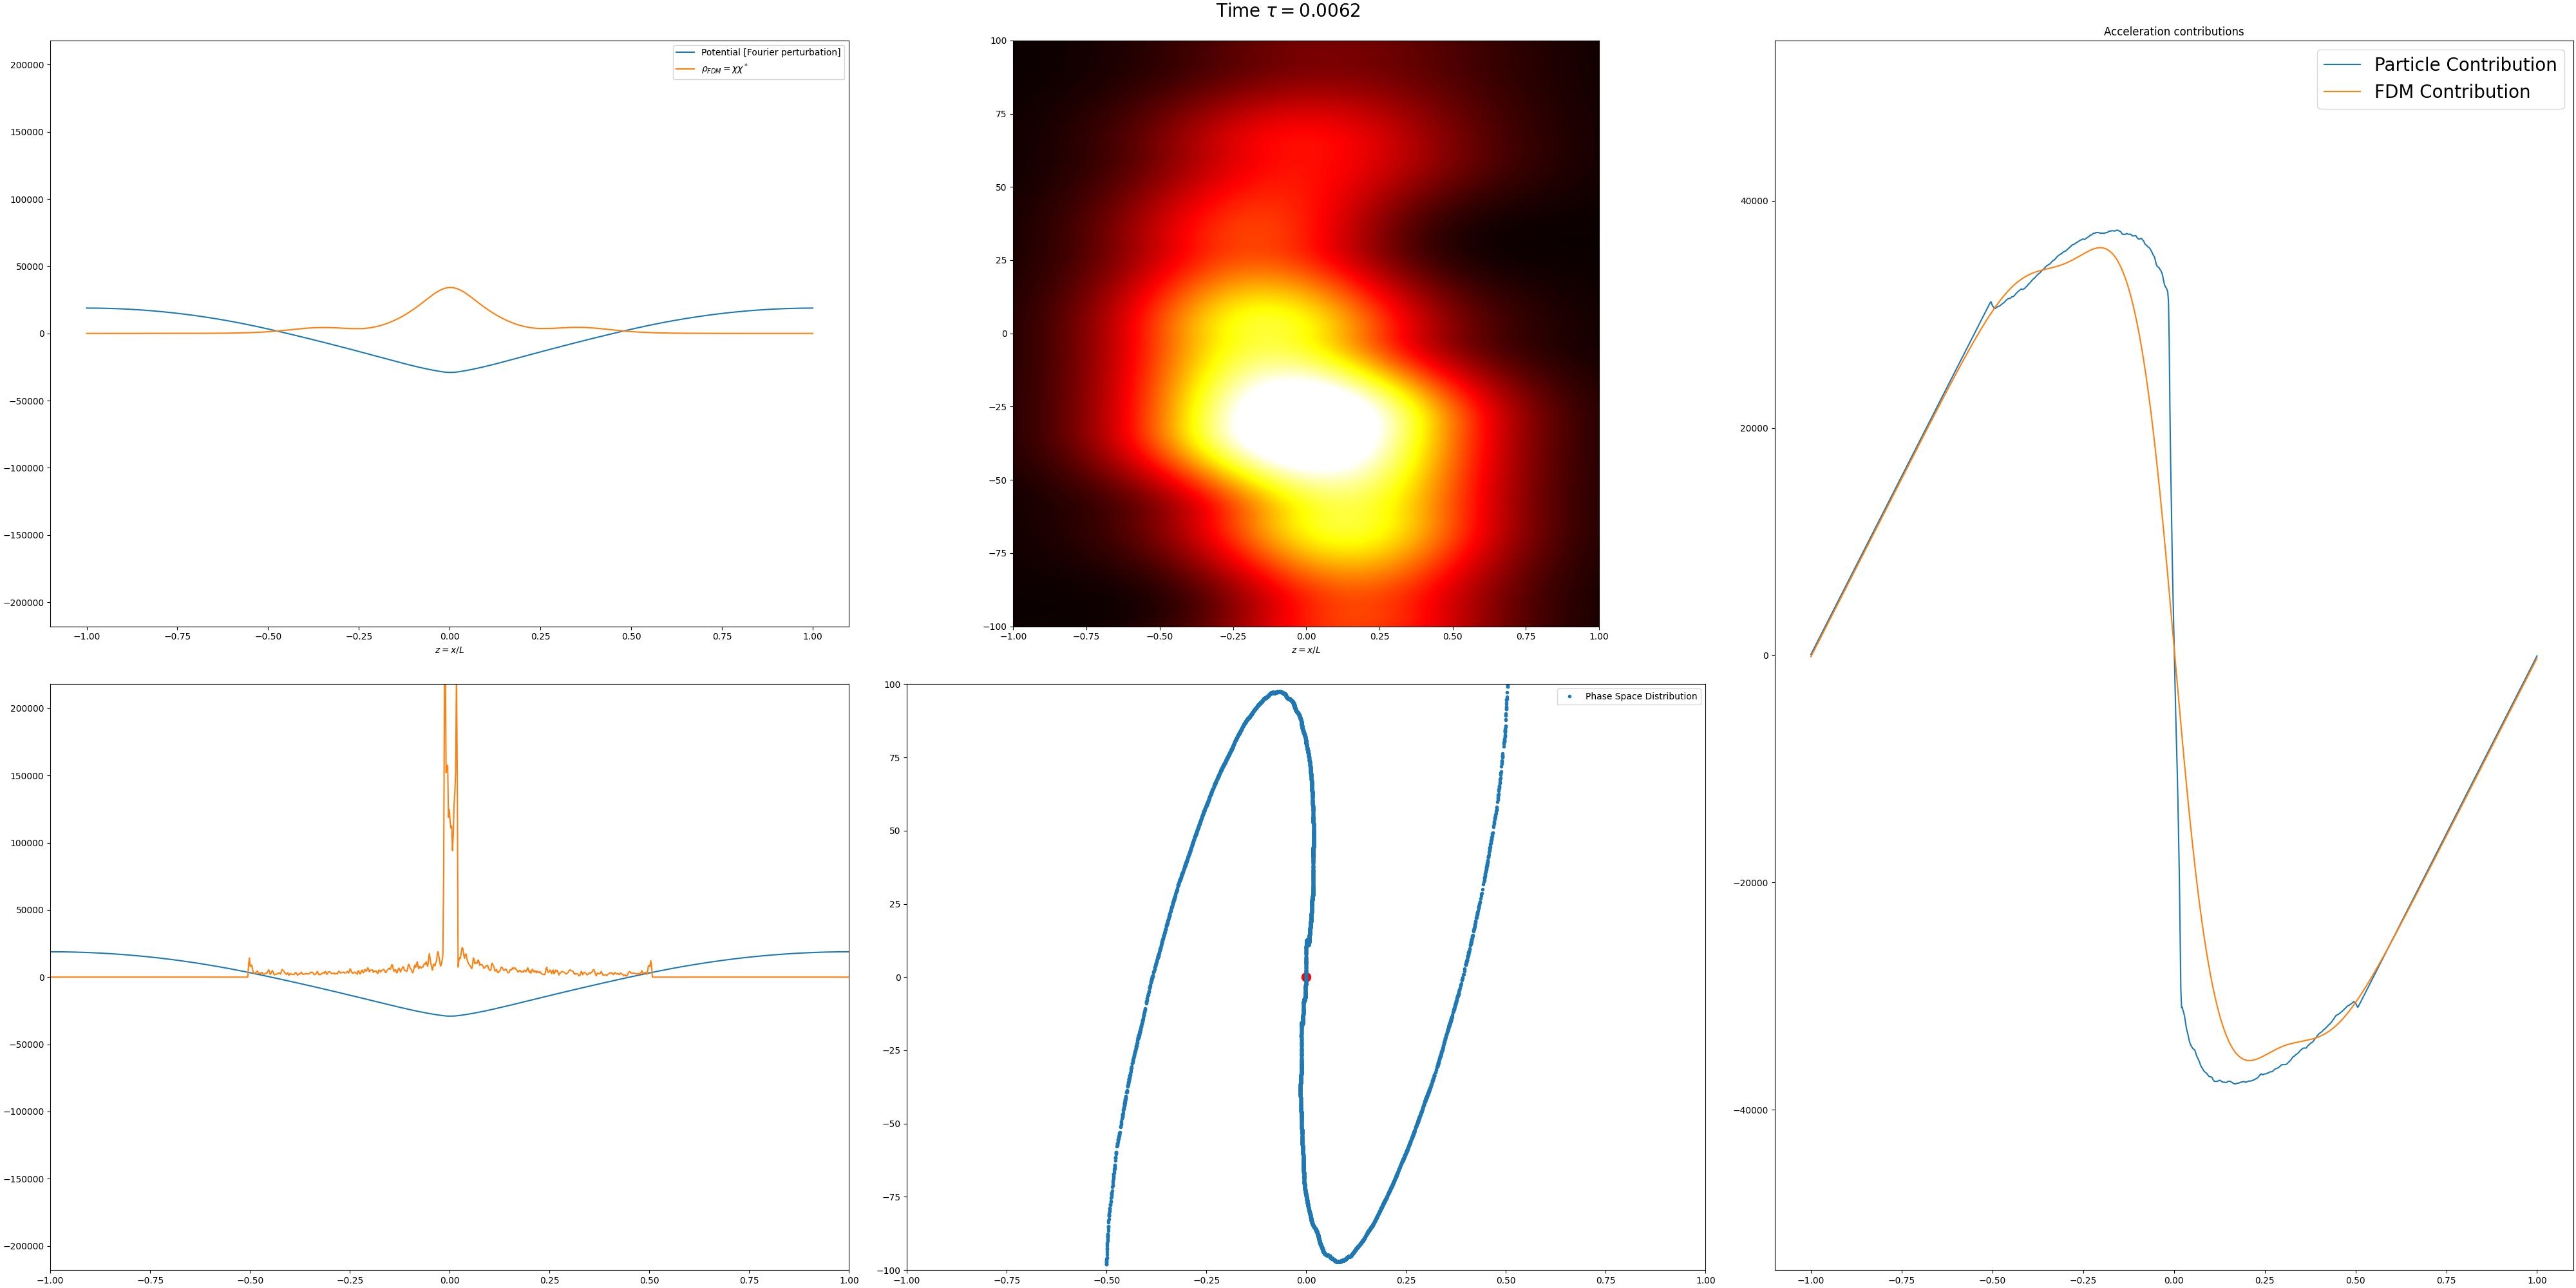 Time τ = 0.0062
Potential [Fourier perturbation]
ρ_FDM = χχ*
200000
150000
100000
50000
0
−50000
−100000
−150000
−200000
−1.00 −0.75 −0.50 −0.25 0.00 0.25 0.50 0.75 1.00
z = x/L
100
75
50
25
0
−25
−50
−75
−100
−1.00 −0.75 −0.50 −0.25 0.00 0.25 0.50 0.75 1.00
z = x/L
Acceleration contributions
Particle Contribution
FDM Contribution
40000
20000
0
−20000
−40000
−1.00 −0.75 −0.50 −0.25 0.00 0.25 0.50 0.75 1.00
200000
150000
100000
50000
0
−50000
−100000
−150000
−200000
−1.00 −0.75 −0.50 −0.25 0.00 0.25 0.50 0.75 1.00
Phase Space Distribution
100
75
50
25
0
−25
−50
−75
−100
−1.00 −0.75 −0.50 −0.25 0.00 0.25 0.50 0.75 1.00